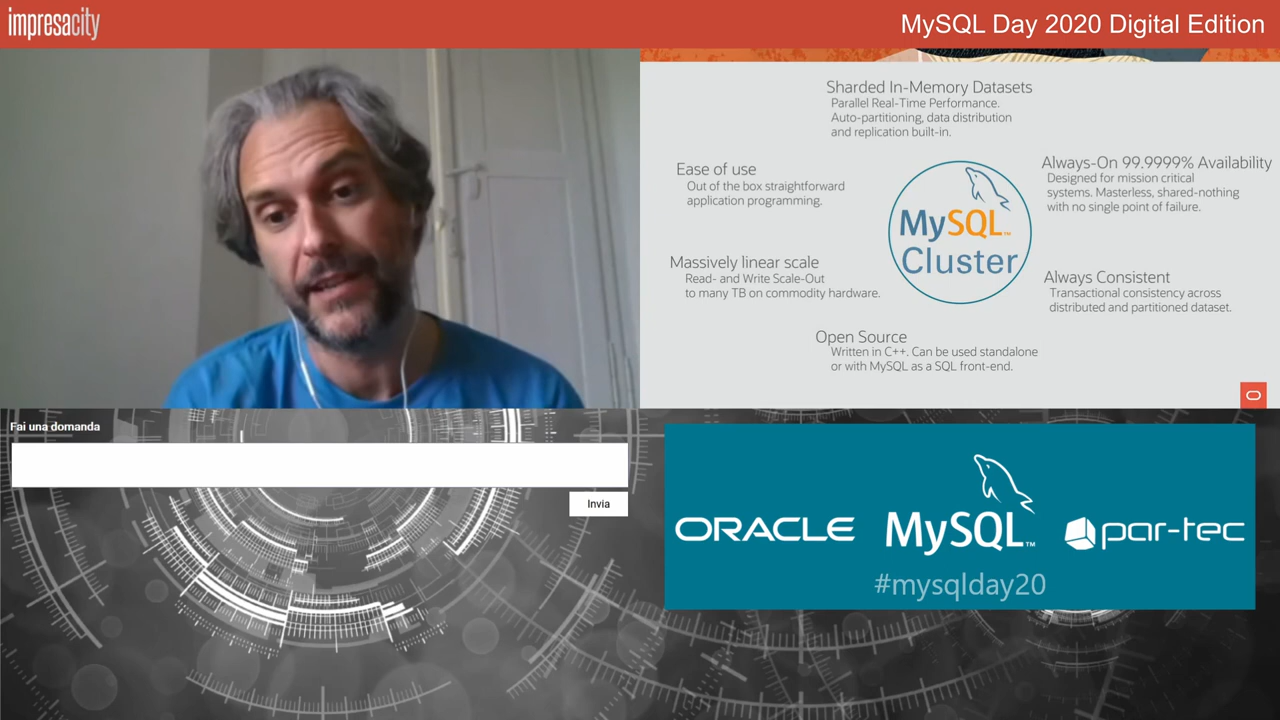 impresacity
MySQL Day 2020 Digital Edition
Sharded In-Memory Datasets
Parallel Real-Time Performance.
Auto-partitioning, data distribution
and replication built-in.
Ease of use
Out of the box straightforward
application programming.
Always-On 99.9999% Availability
Designed for mission critical
systems. Masterless, shared-nothing
with no single point of failure.
MySQL™
Cluster
Massively linear scale
Read- and Write Scale-Out
to many TB on commodity hardware.
Always Consistent
Transactional consistency across
distributed and partitioned dataset.
Open Source
Written in C++. Can be used standalone
or with MySQL as a SQL front-end.
Fai una domanda
Invia
ORACLE
MySQL™
par-tec
#mysqlday20